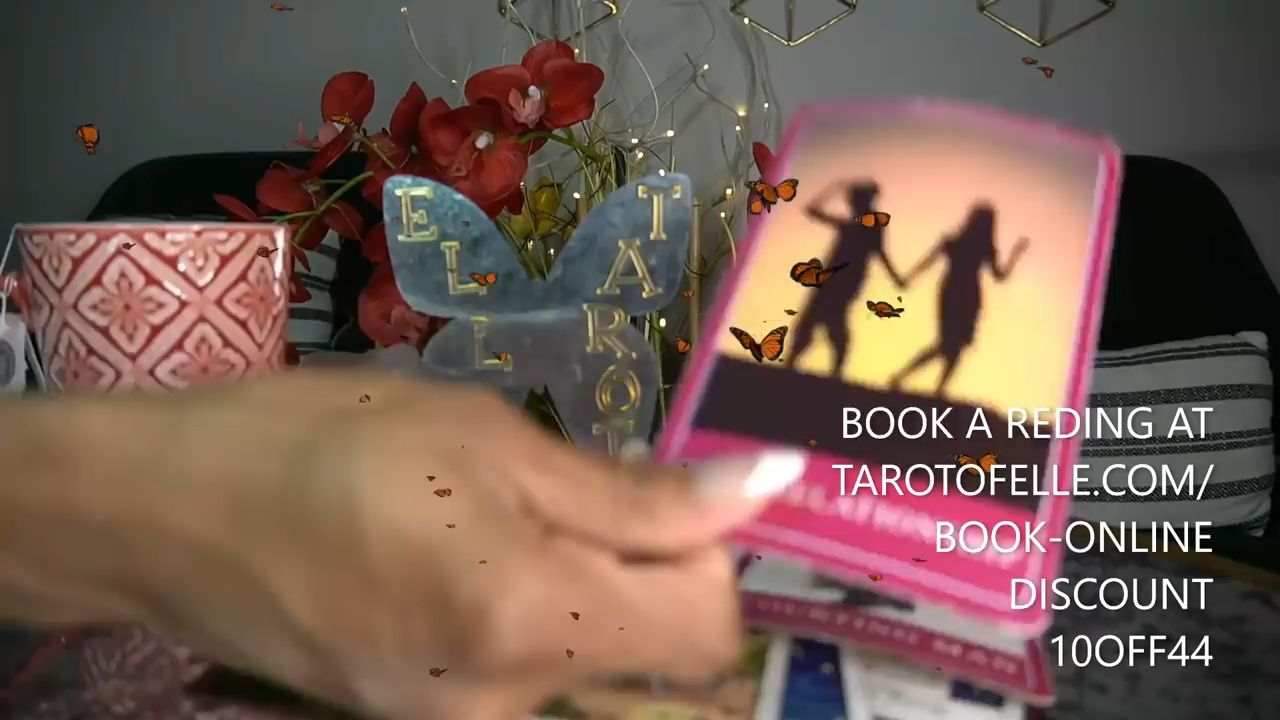 ELLE
TAROT
BOOK A REDING AT
TAROTOFELLE.COM/
BOOK-ONLINE
DISCOUNT
10OFF44